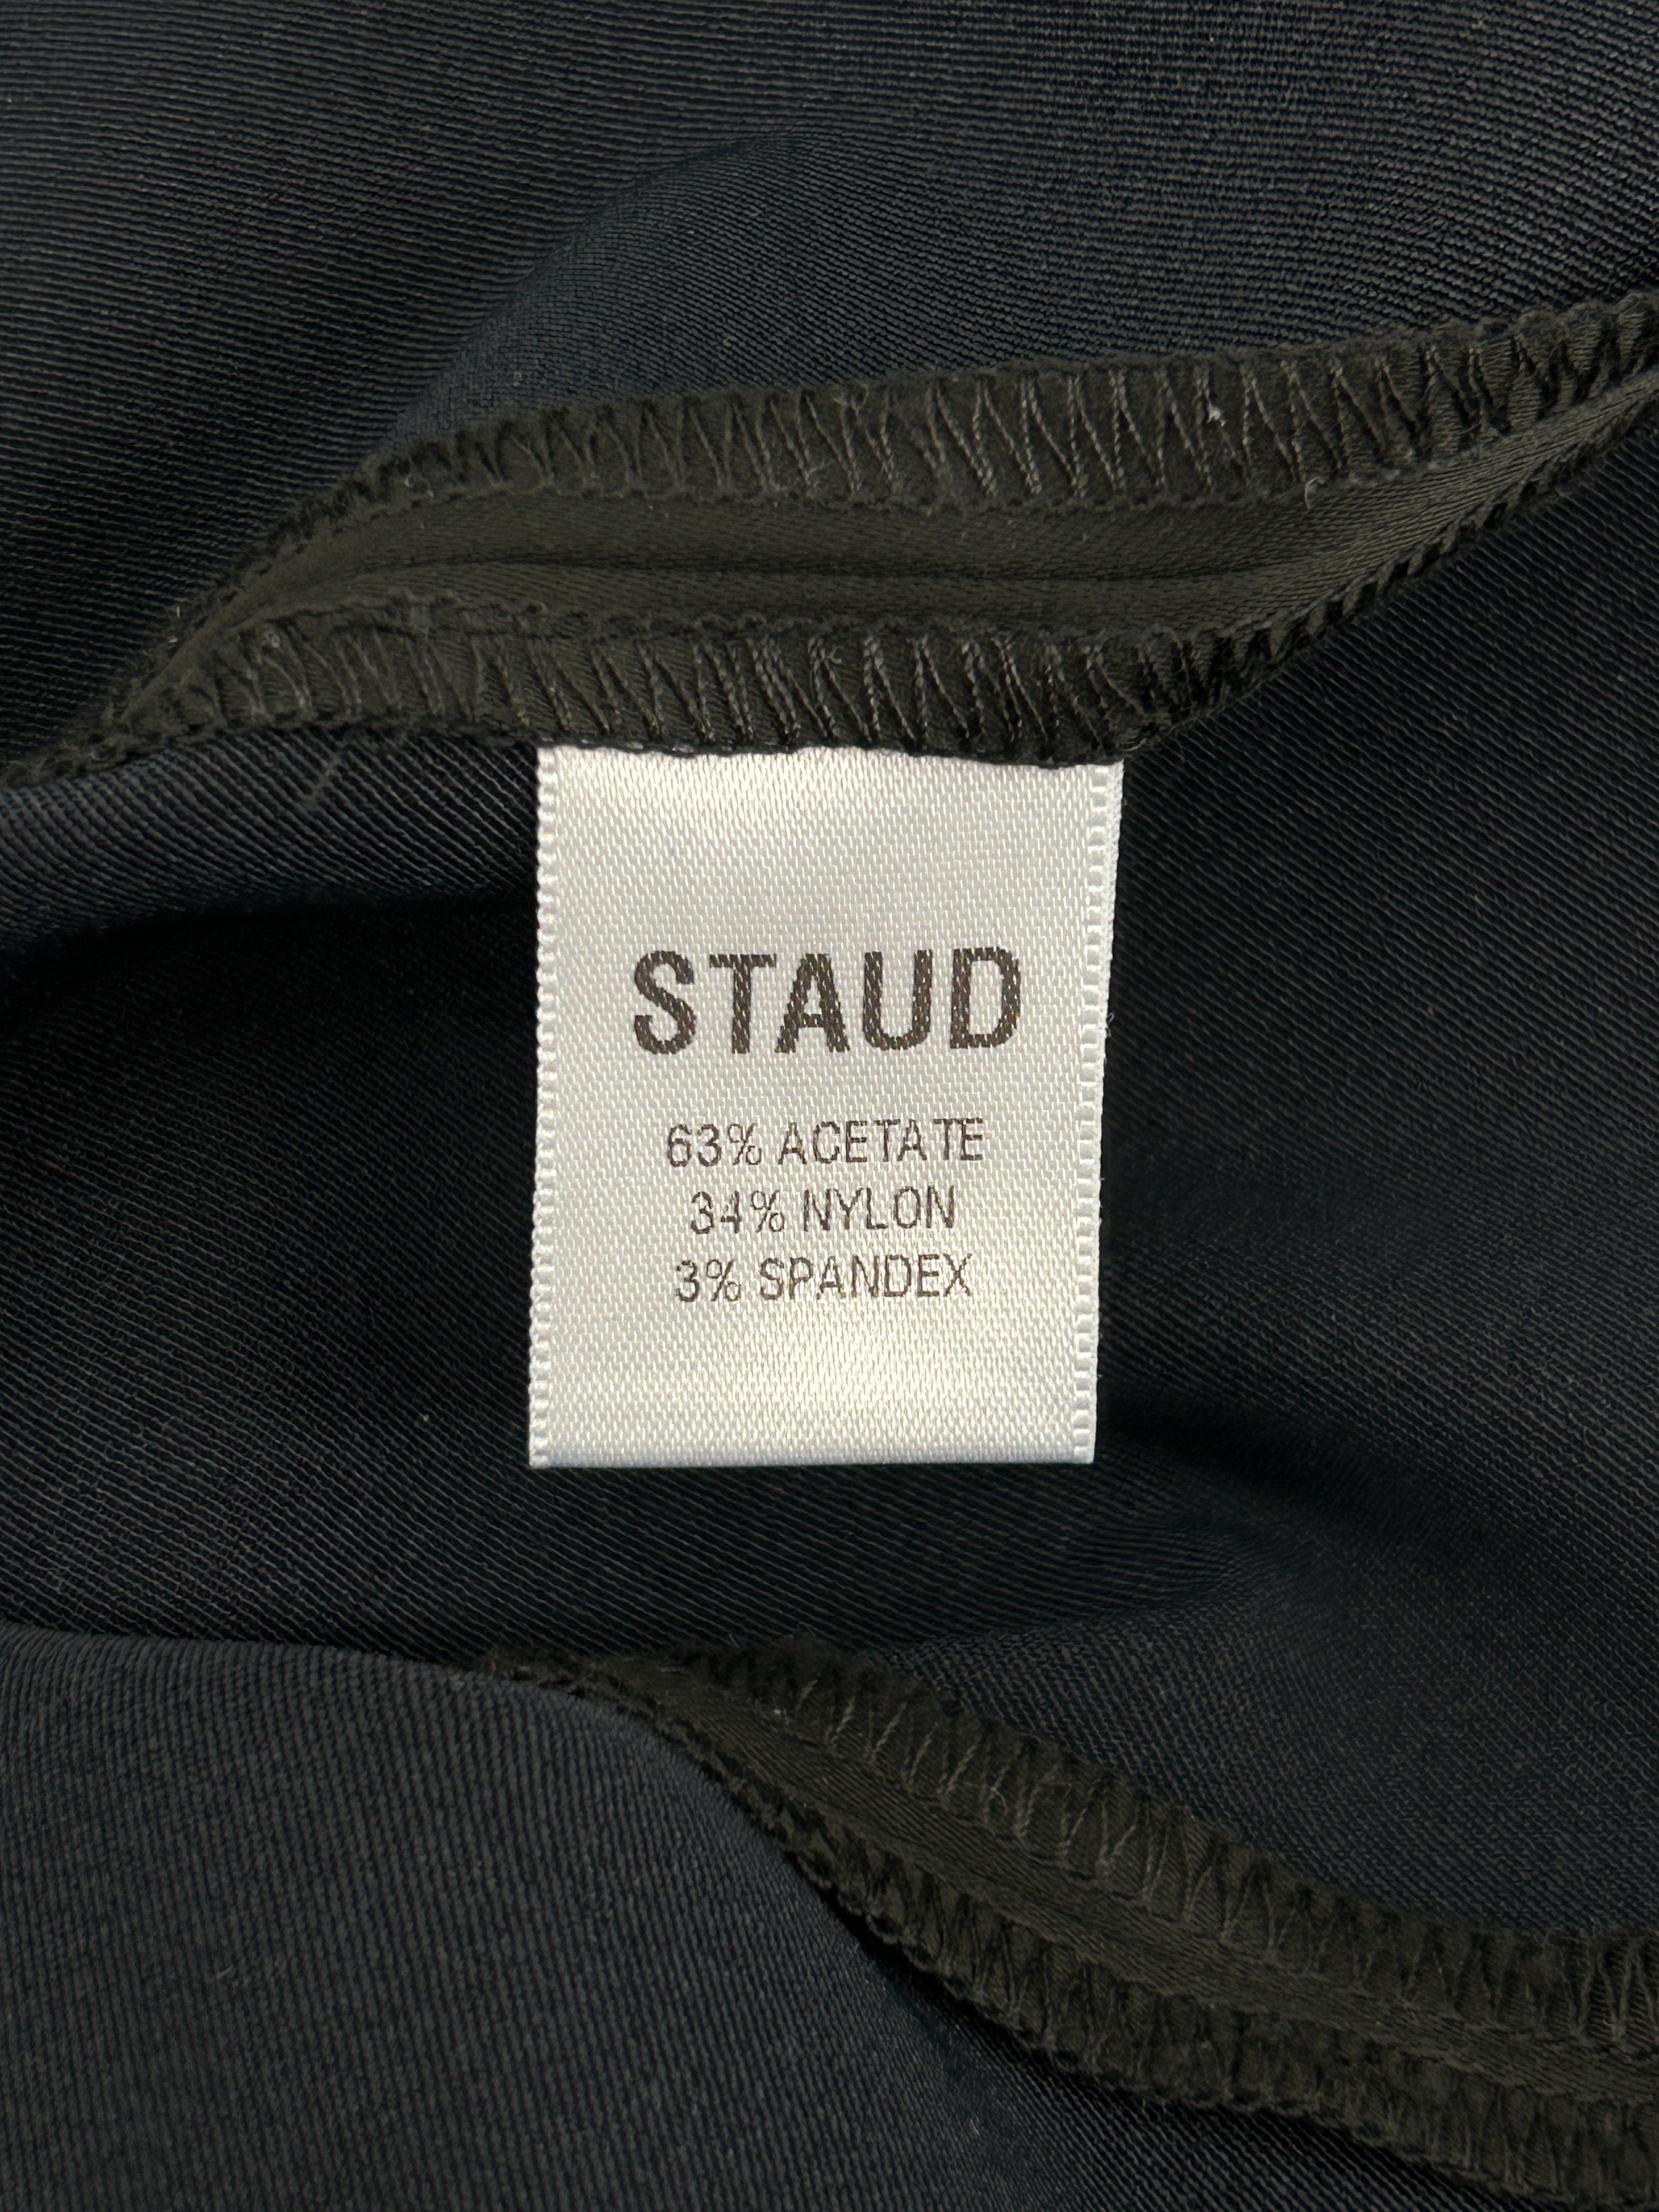 STAUD
63% ACETATE
34% NYLON
3% SPANDEX